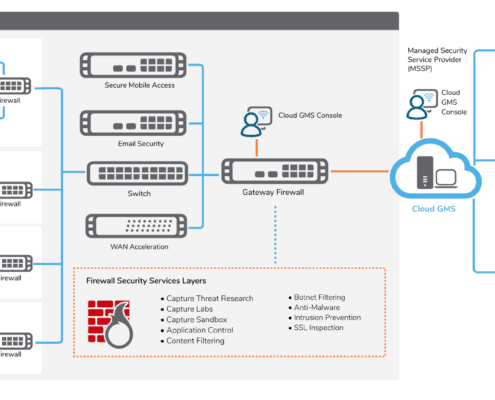 Managed Security
Service Provider
(MSSP)
Cloud
GMS
Console
Secure Mobile Access
Cloud GMS Console
Email Security
Switch
Gateway Firewall
Cloud GMS
WAN Acceleration
irewall
irewall
irewall
irewall
Firewall Security Services Layers
• Capture Threat Research
• Capture Labs
• Capture Sandbox
• Application Control
• Content Filtering
• Botnet Filtering
• Anti-Malware
• Intrusion Prevention
• SSL Inspection